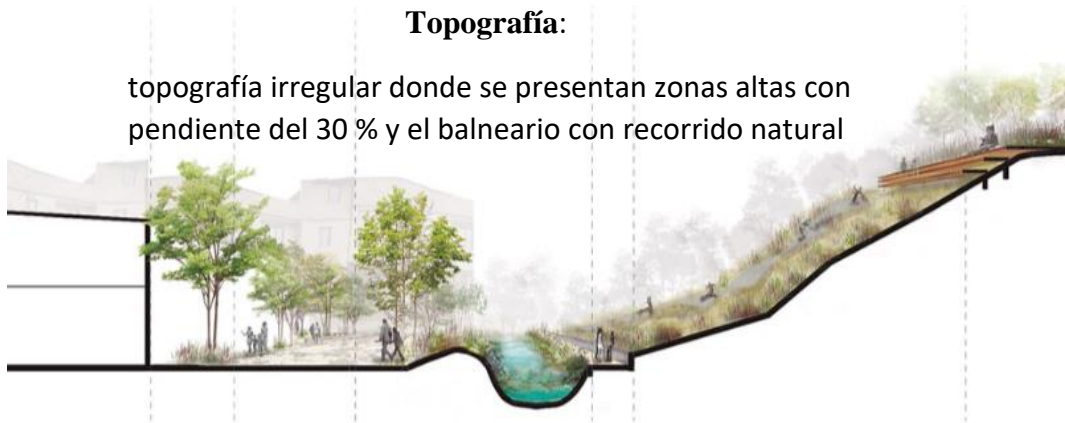 Topografía:
topografía irregular donde se presentan zonas altas con
pendiente del 30 % y el balneario con recorrido natural